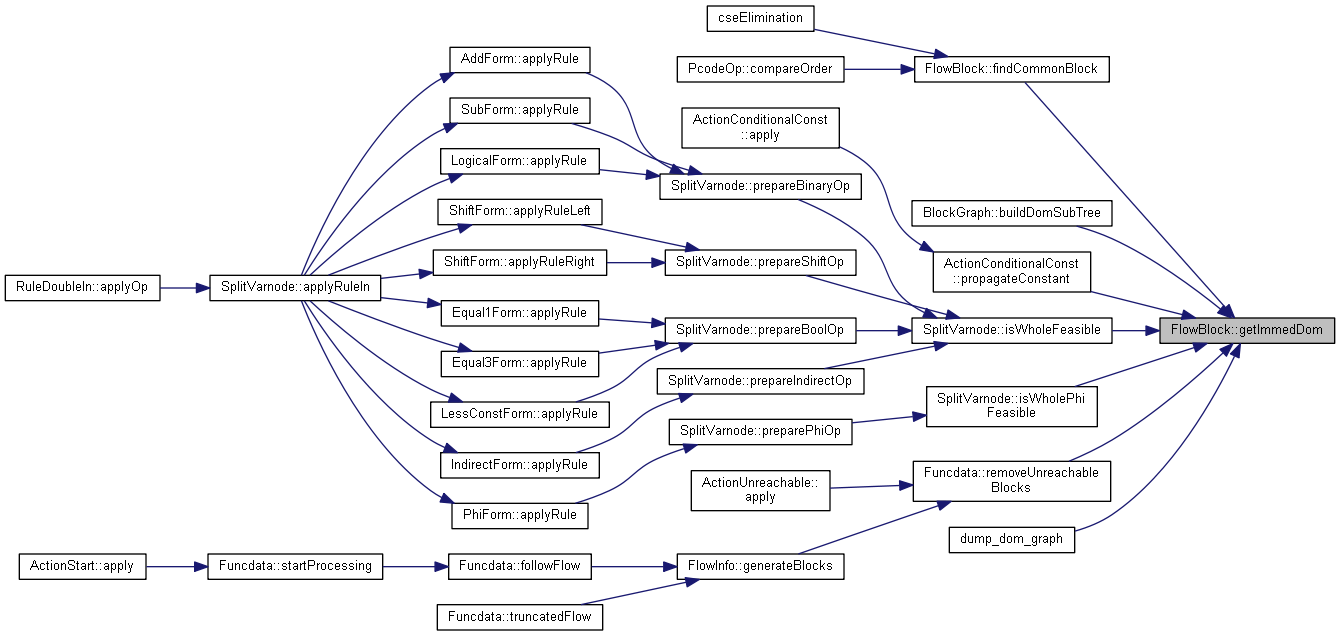 cseElimination
AddForm::applyRule
PcodeOp::compareOrder
FlowBlock::findCommonBlock
SubForm::applyRule
ActionConditionalConst
::apply
LogicalForm::applyRule
SplitVarnode::prepareBinaryOp
ShiftForm::applyRuleLeft
BlockGraph::buildDomSubTree
ShiftForm::applyRuleRight
SplitVarnode::prepareShiftOp
ActionConditionalConst
::propagateConstant
RuleDoubleIn::applyOp
SplitVarnode::applyRuleIn
Equal1Form::applyRule
SplitVarnode::prepareBoolOp
SplitVarnode::isWholeFeasible
FlowBlock::getImmedDom
Equal3Form::applyRule
SplitVarnode::prepareIndirectOp
SplitVarnode::isWholePhi
Feasible
LessConstForm::applyRule
SplitVarnode::preparePhiOp
IndirectForm::applyRule
ActionUnreachable::
apply
Funcdata::removeUnreachable
Blocks
PhiForm::applyRule
dump_dom_graph
ActionStart::apply
Funcdata::startProcessing
Funcdata::followFlow
FlowInfo::generateBlocks
Funcdata::truncatedFlow